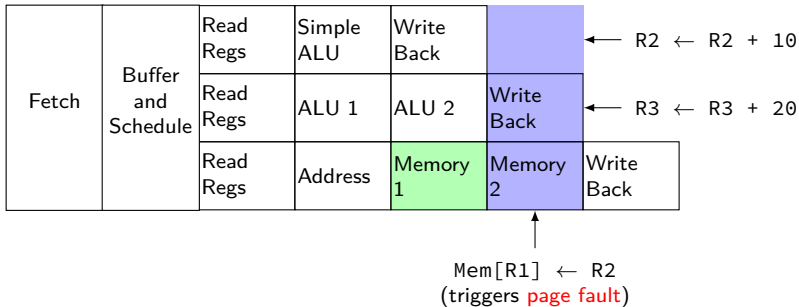 Fetch
Buffer
and
Schedule
Read
Regs
Simple
ALU
Write
Back
← R2 ← R2 + 10
Read
Regs
ALU 1
ALU 2
Write
Back
← R3 ← R3 + 20
Read
Regs
Address
Memory
1
Memory
2
Write
Back
Mem[R1] ← R2
(triggers page fault)